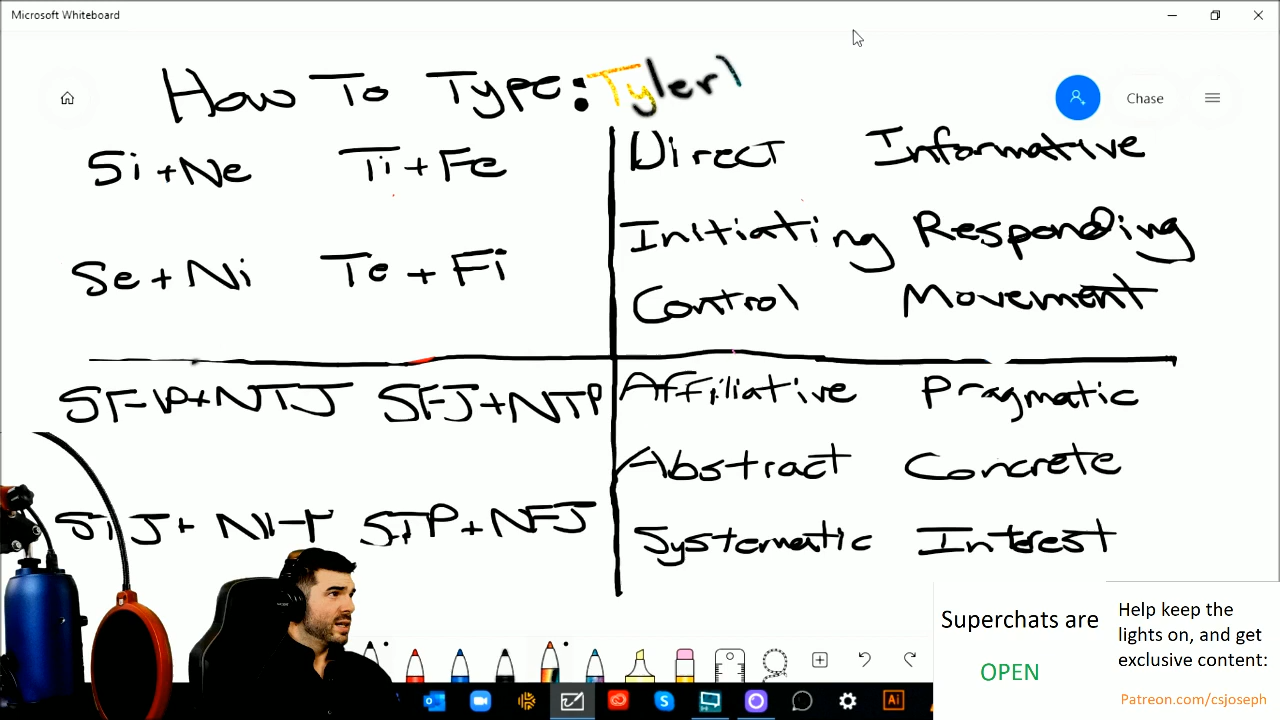 Microsoft Whiteboard
How To Type: Tyler1
Chase
Si + Ne Ti + Fe
Se + Ni Te + Fi
Direct Informative
Initiating Responding
Control Movement
SFP + NTJ SFJ + NTP
STJ + NFP STP + NFJ
Affiliative Pragmatic
Abstract Concrete
Systematic Interest
Superchats are
OPEN
Help keep the
lights on, and get
exclusive content:
Patreon.com/csjoseph